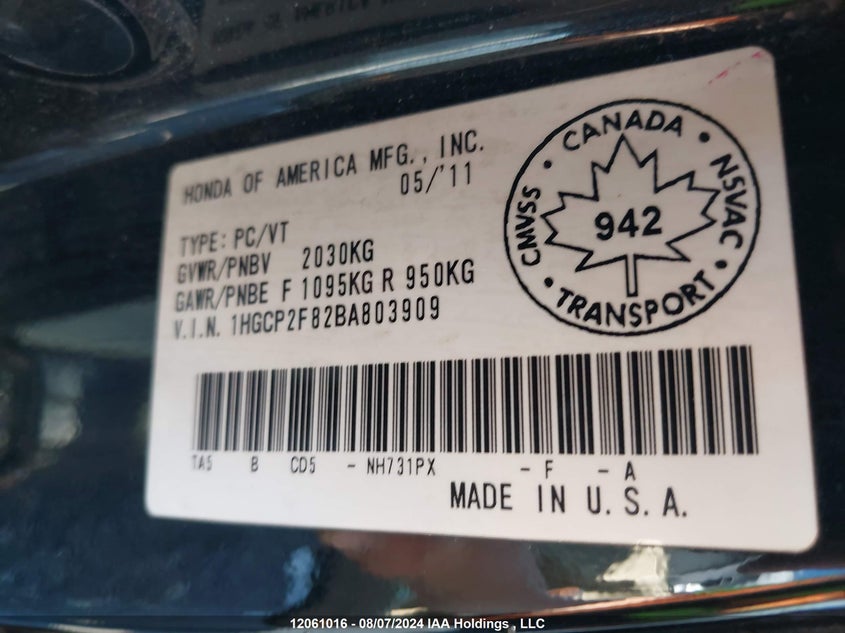 HONDA OF AMERICA MFG., INC.
05/'11
TYPE: PC/VT
GVWR/PNBV 2030KG
GAWR/PNBE F 1095KG R 950KG
V.I.N. 1HGCP2F82BA803909
CANADA
CMVSS
NSVAC
942
TRANSPORT
TA5 B CD5 - NH731PX - F - A
MADE IN U.S.A.
12061016 - 08/07/2024 IAA Holdings , LLC